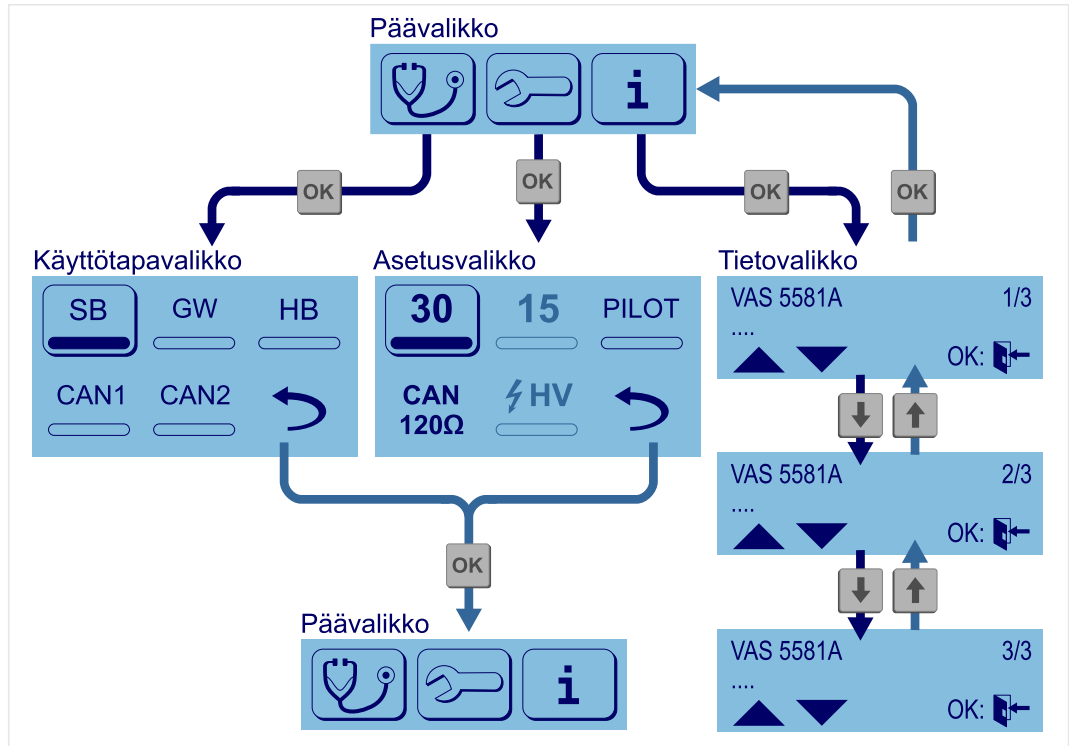 Päävalikko
i
OK
OK
OK
OK
Käyttötapavalikko
SB GW HB
CAN1 CAN2
Asetusvalikko
30 15 PILOT
CAN HV
120Ω
Tietovalikko
VAS 5581A 1/3
....
OK:
VAS 5581A 2/3
....
OK:
VAS 5581A 3/3
....
OK:
OK
Päävalikko
i